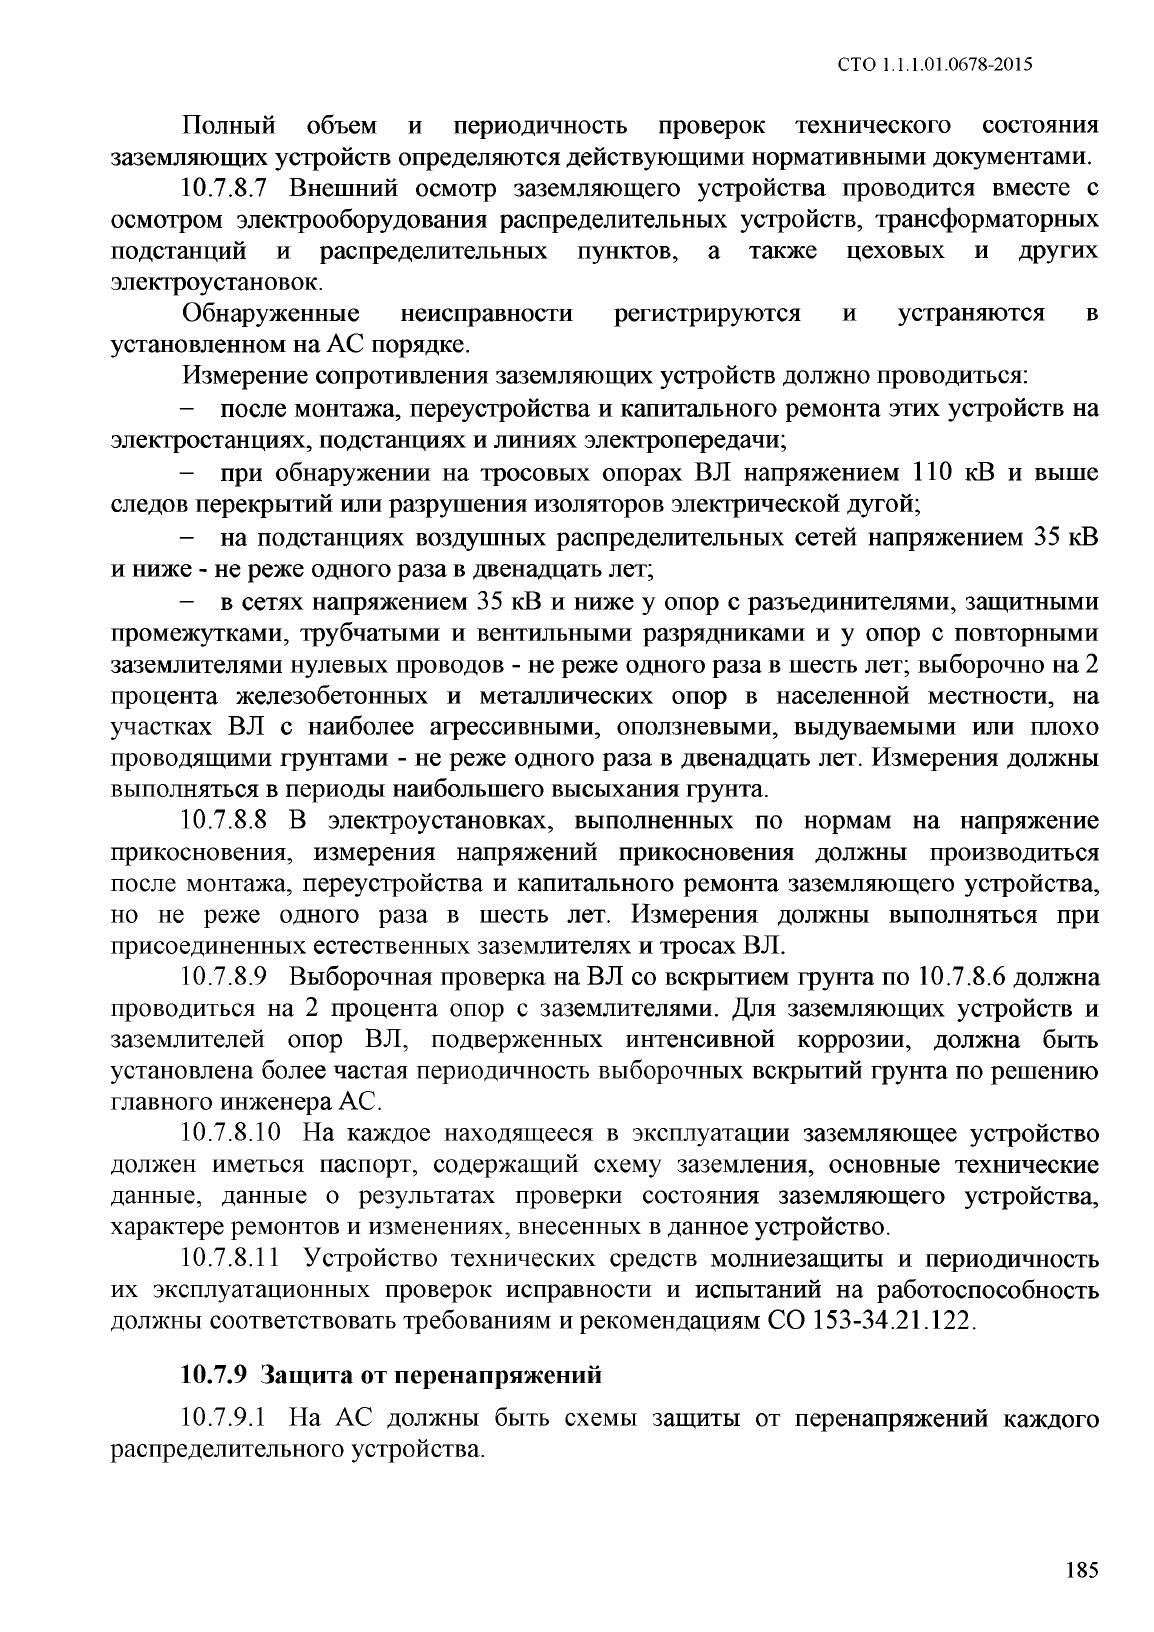 СТО 1.1.1.01.0678-2015
Полный объем и периодичность проверок технического состояния
заземляющих устройств определяются действующими нормативными документами.
10.7.8.7 Внешний осмотр заземляющего устройства проводится вместе с
осмотром электрооборудования распределительных устройств, трансформаторных
подстанций и распределительных пунктов, а также цеховых и других
электроустановок.
Обнаруженные неисправности регистрируются и устраняются в
установленном на АС порядке.
Измерение сопротивления заземляющих устройств должно проводиться:
– после монтажа, переустройства и капитального ремонта этих устройств на
электростанциях, подстанциях и линиях электропередачи;
– при обнаружении на тросовых опорах ВЛ напряжением 110 кВ и выше
следов перекрытий или разрушения изоляторов электрической дугой;
– на подстанциях воздушных распределительных сетей напряжением 35 кВ
и ниже - не реже одного раза в двенадцать лет;
– в сетях напряжением 35 кВ и ниже у опор с разъединителями, защитными
промежутками, трубчатыми и вентильными разрядниками и у опор с повторными
заземлителями нулевых проводов - не реже одного раза в шесть лет; выборочно на 2
процента железобетонных и металлических опор в населенной местности, на
участках ВЛ с наиболее агрессивными, оползневыми, выдуваемыми или плохо
проводящими грунтами - не реже одного раза в двенадцать лет. Измерения должны
выполняться в периоды наибольшего высыхания грунта.
10.7.8.8 В электроустановках, выполненных по нормам на напряжение
прикосновения, измерения напряжений прикосновения должны производиться
после монтажа, переустройства и капитального ремонта заземляющего устройства,
но не реже одного раза в шесть лет. Измерения должны выполняться при
присоединенных естественных заземлителях и тросах ВЛ.
10.7.8.9 Выборочная проверка на ВЛ со вскрытием грунта по 10.7.8.6 должна
проводиться на 2 процента опор с заземлителями. Для заземляющих устройств и
заземлителей опор ВЛ, подверженных интенсивной коррозии, должна быть
установлена более частая периодичность выборочных вскрытий грунта по решению
главного инженера АС.
10.7.8.10 На каждое находящееся в эксплуатации заземляющее устройство
должен иметься паспорт, содержащий схему заземления, основные технические
данные, данные о результатах проверки состояния заземляющего устройства,
характере ремонтов и изменениях, внесенных в данное устройство.
10.7.8.11 Устройство технических средств молниезащиты и периодичность
их эксплуатационных проверок исправности и испытаний на работоспособность
должны соответствовать требованиям и рекомендациям СО 153-34.21.122.
10.7.9 Защита от перенапряжений
10.7.9.1 На АС должны быть схемы защиты от перенапряжений каждого
распределительного устройства.
185